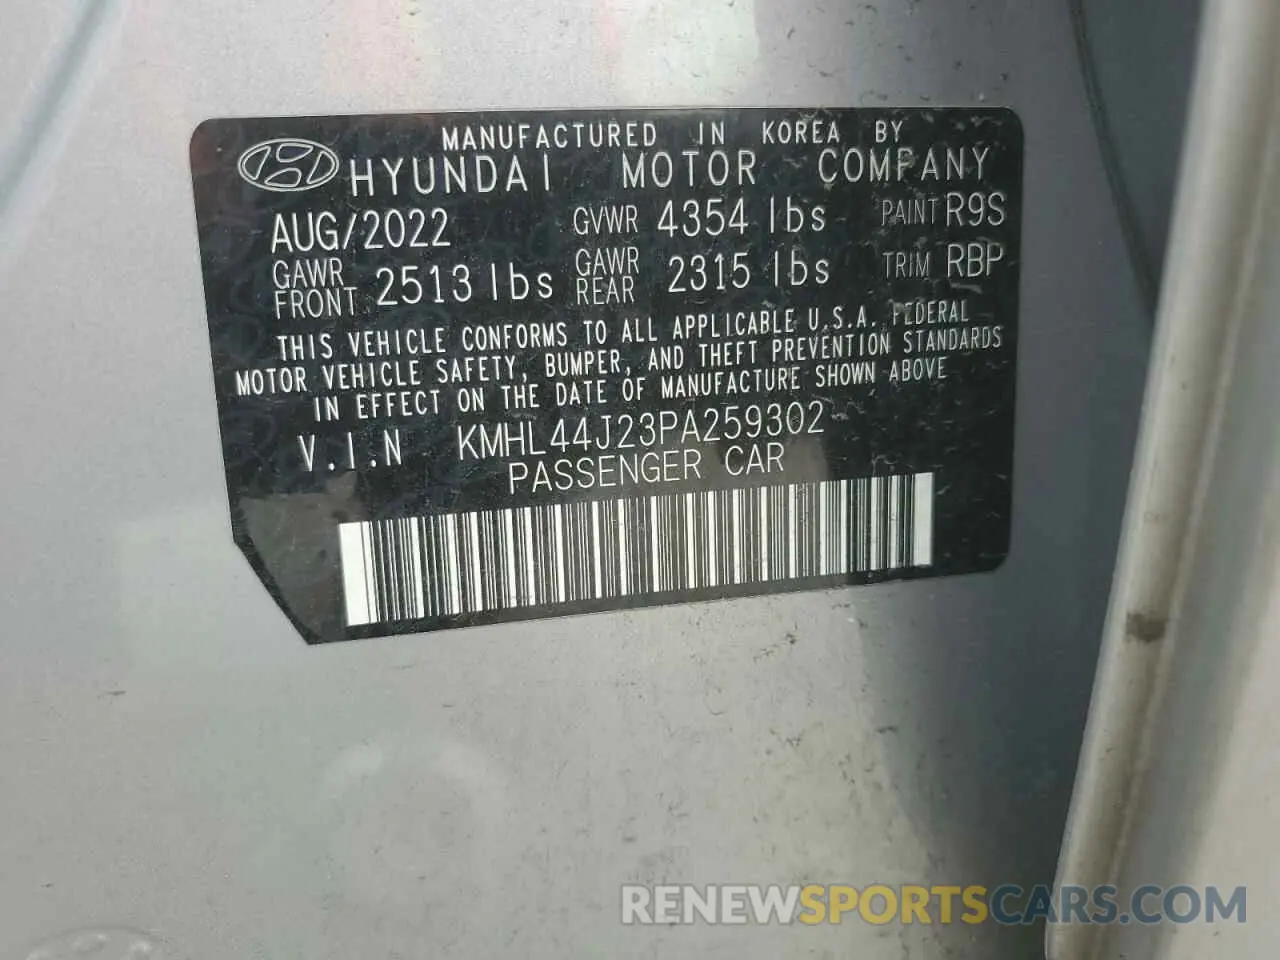 MANUFACTURED IN KOREA BY
HYUNDAI MOTOR COMPANY
AUG/2022 GVWR 4354 lbs PAINT R9S
GAWR FRONT 2513 lbs GAWR REAR 2315 lbs TRIM RBP
THIS VEHICLE CONFORMS TO ALL APPLICABLE U.S.A. FEDERAL
MOTOR VEHICLE SAFETY, BUMPER, AND THEFT PREVENTION STANDARDS
IN EFFECT ON THE DATE OF MANUFACTURE SHOWN ABOVE
V.I.N KMHL44J23PA259302
PASSENGER CAR
RENEWSPORTSCARS.COM